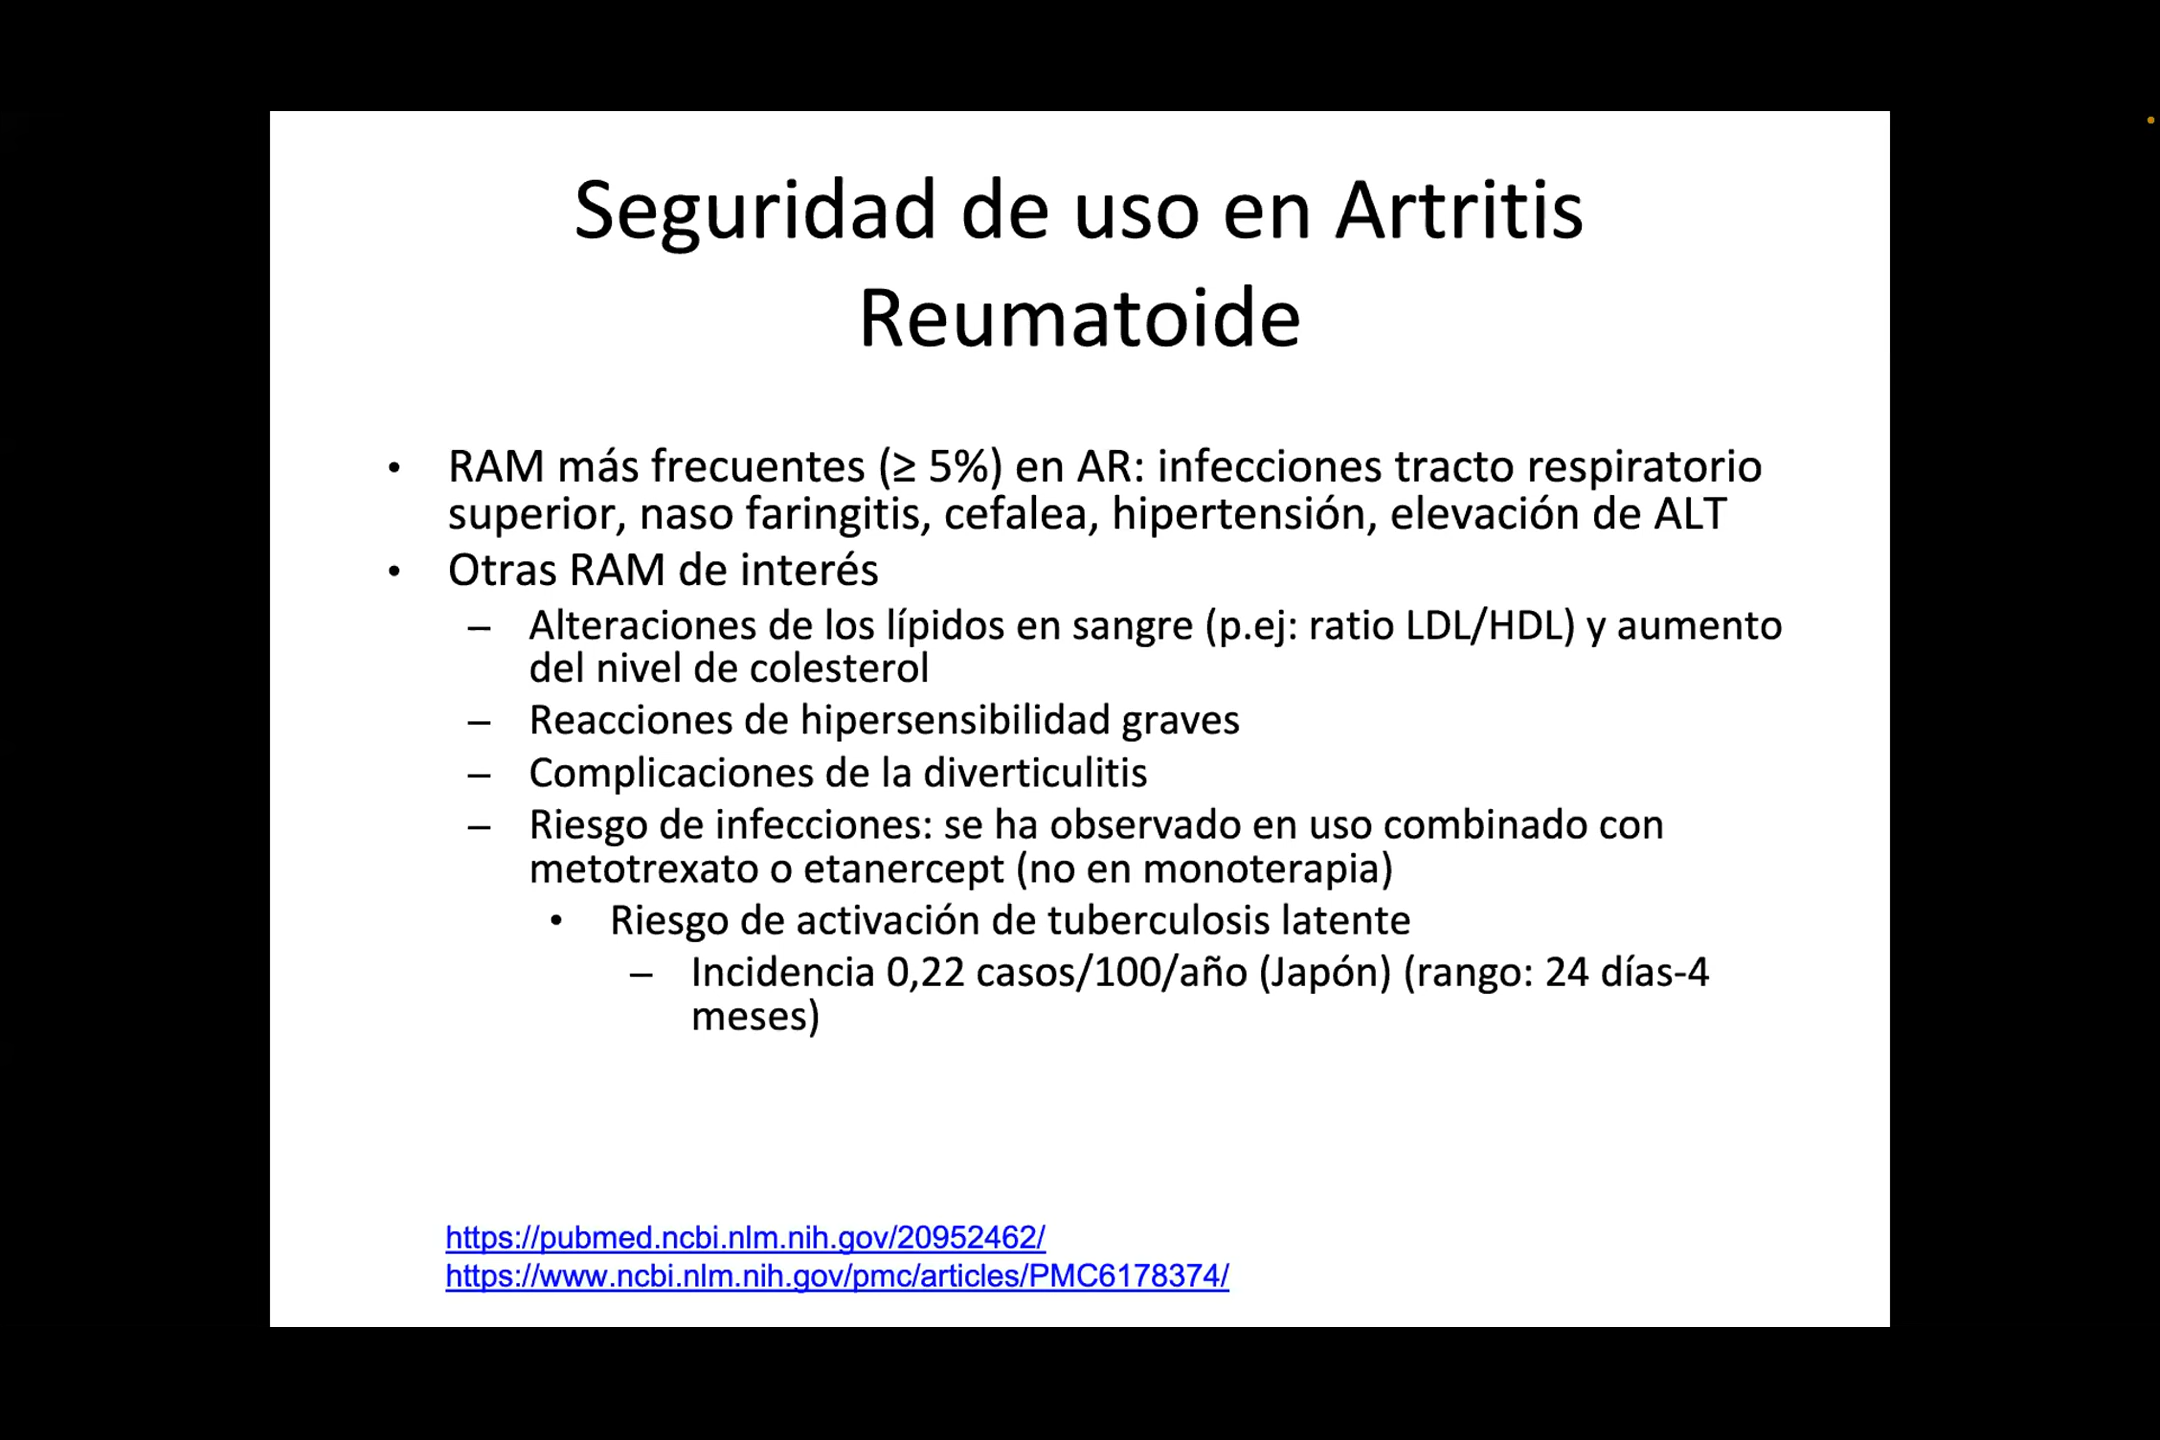 Seguridad de uso en Artritis
Reumatoide
• RAM más frecuentes (≥ 5%) en AR: infecciones tracto respiratorio
superior, naso faringitis, cefalea, hipertensión, elevación de ALT
• Otras RAM de interés
– Alteraciones de los lípidos en sangre (p.ej: ratio LDL/HDL) y aumento
del nivel de colesterol
– Reacciones de hipersensibilidad graves
– Complicaciones de la diverticulitis
– Riesgo de infecciones: se ha observado en uso combinado con
metotrexato o etanercept (no en monoterapia)
• Riesgo de activación de tuberculosis latente
– Incidencia 0,22 casos/100/año (Japón) (rango: 24 días-4
meses)
https://pubmed.ncbi.nlm.nih.gov/20952462/
https://www.ncbi.nlm.nih.gov/pmc/articles/PMC6178374/